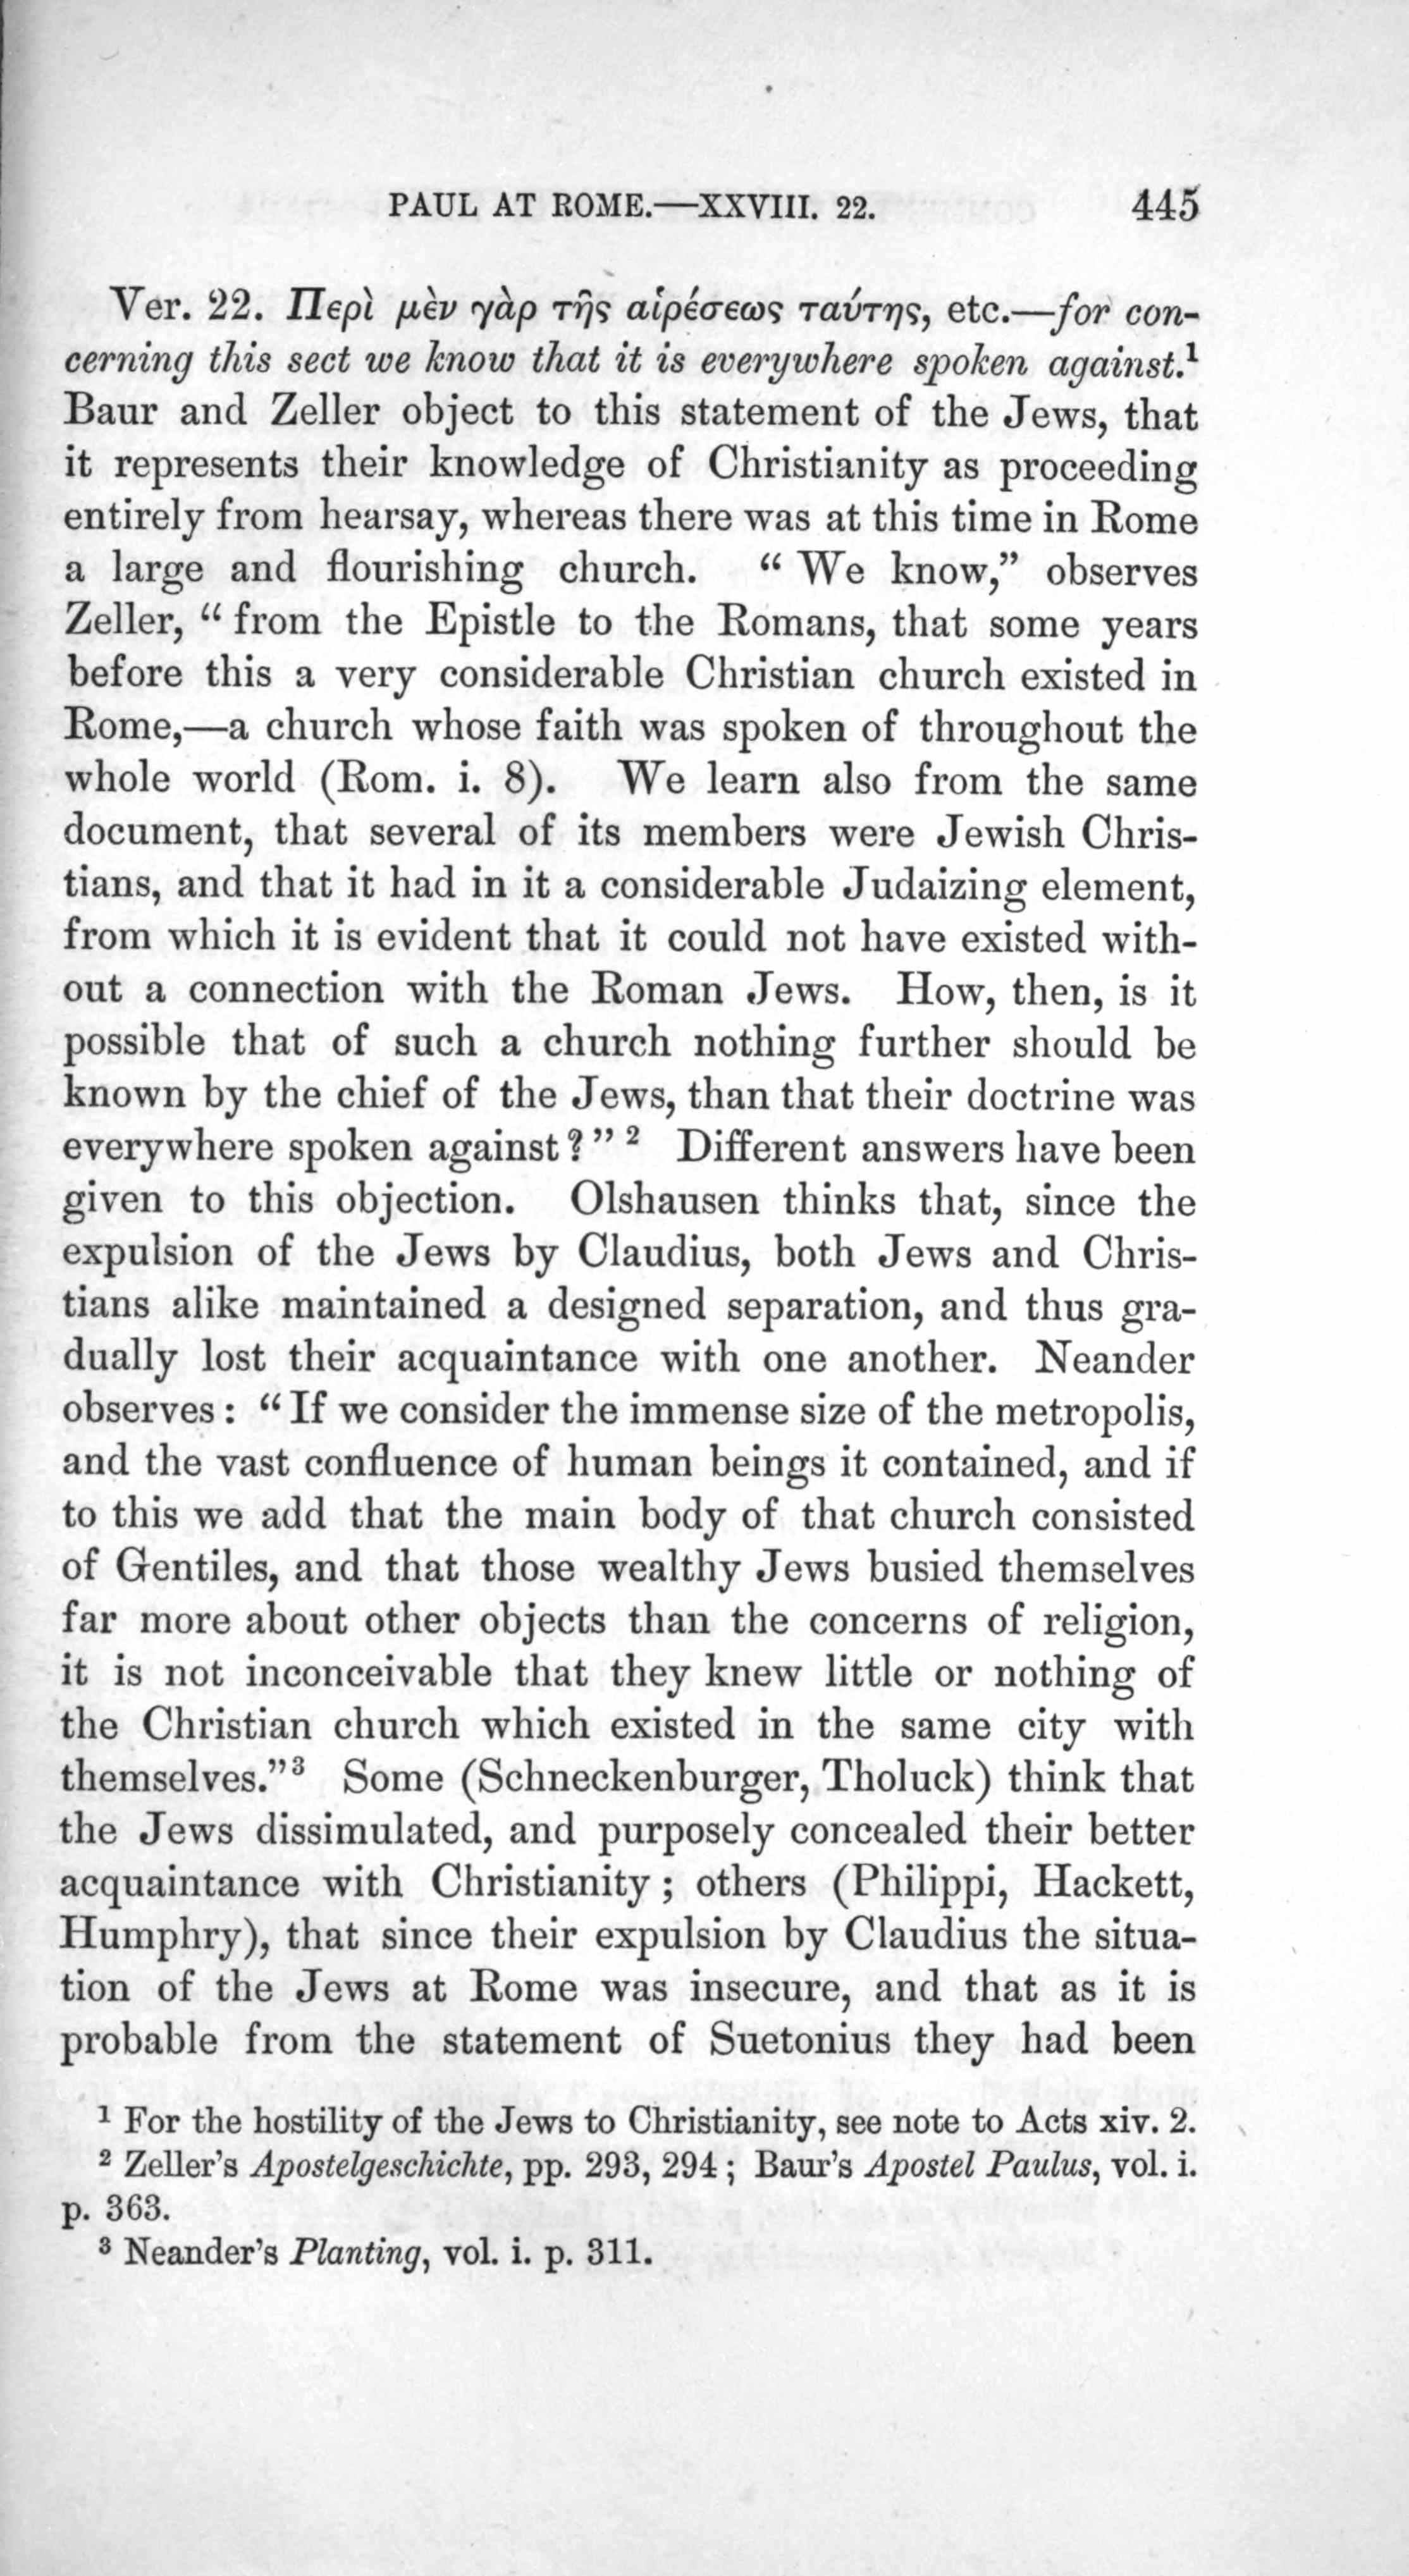 PAUL AT ROME.—XXVIII. 22. 445
Ver. 22. Περὶ μὲν γὰρ τῆς αἱρέσεως ταύτης, etc.—for con-
cerning this sect we know that it is everywhere spoken against.¹
Baur and Zeller object to this statement of the Jews, that
it represents their knowledge of Christianity as proceeding
entirely from hearsay, whereas there was at this time in Rome
a large and flourishing church. “We know,” observes
Zeller, “from the Epistle to the Romans, that some years
before this a very considerable Christian church existed in
Rome,—a church whose faith was spoken of throughout the
whole world (Rom. i. 8). We learn also from the same
document, that several of its members were Jewish Chris-
tians, and that it had in it a considerable Judaizing element,
from which it is evident that it could not have existed with-
out a connection with the Roman Jews. How, then, is it
possible that of such a church nothing further should be
known by the chief of the Jews, than that their doctrine was
everywhere spoken against?”² Different answers have been
given to this objection. Olshausen thinks that, since the
expulsion of the Jews by Claudius, both Jews and Chris-
tians alike maintained a designed separation, and thus gra-
dually lost their acquaintance with one another. Neander
observes: “If we consider the immense size of the metropolis,
and the vast confluence of human beings it contained, and if
to this we add that the main body of that church consisted
of Gentiles, and that those wealthy Jews busied themselves
far more about other objects than the concerns of religion,
it is not inconceivable that they knew little or nothing of
the Christian church which existed in the same city with
themselves.”³ Some (Schneckenburger, Tholuck) think that
the Jews dissimulated, and purposely concealed their better
acquaintance with Christianity; others (Philippi, Hackett,
Humphry), that since their expulsion by Claudius the situa-
tion of the Jews at Rome was insecure, and that as it is
probable from the statement of Suetonius they had been
¹ For the hostility of the Jews to Christianity, see note to Acts xiv. 2.
² Zeller’s Apostelgeschichte, pp. 293, 294; Baur’s Apostel Paulus, vol. i.
p. 363.
³ Neander’s Planting, vol. i. p. 311.